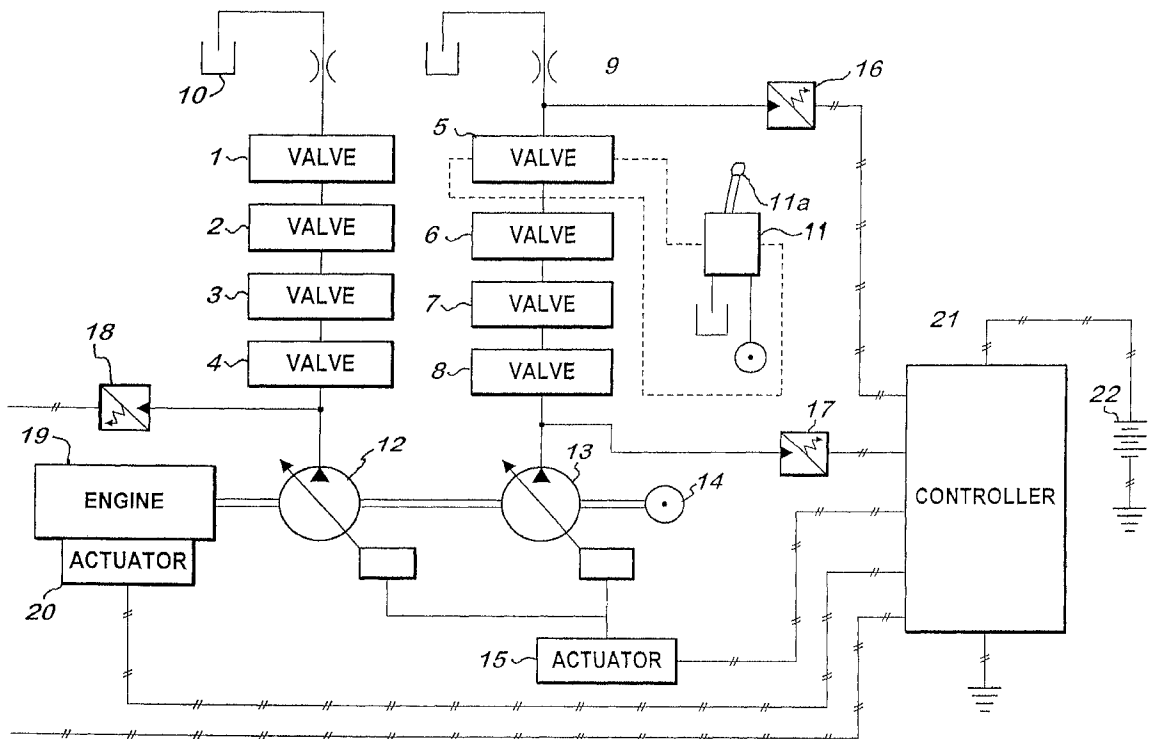 10
9
16
5
1 VALVE
VALVE
11a
2 VALVE
6 VALVE
11
3 VALVE
7 VALVE
21
18
4 VALVE
8 VALVE
22
17
19
12
13
14
ENGINE
CONTROLLER
ACTUATOR
20
15 ACTUATOR